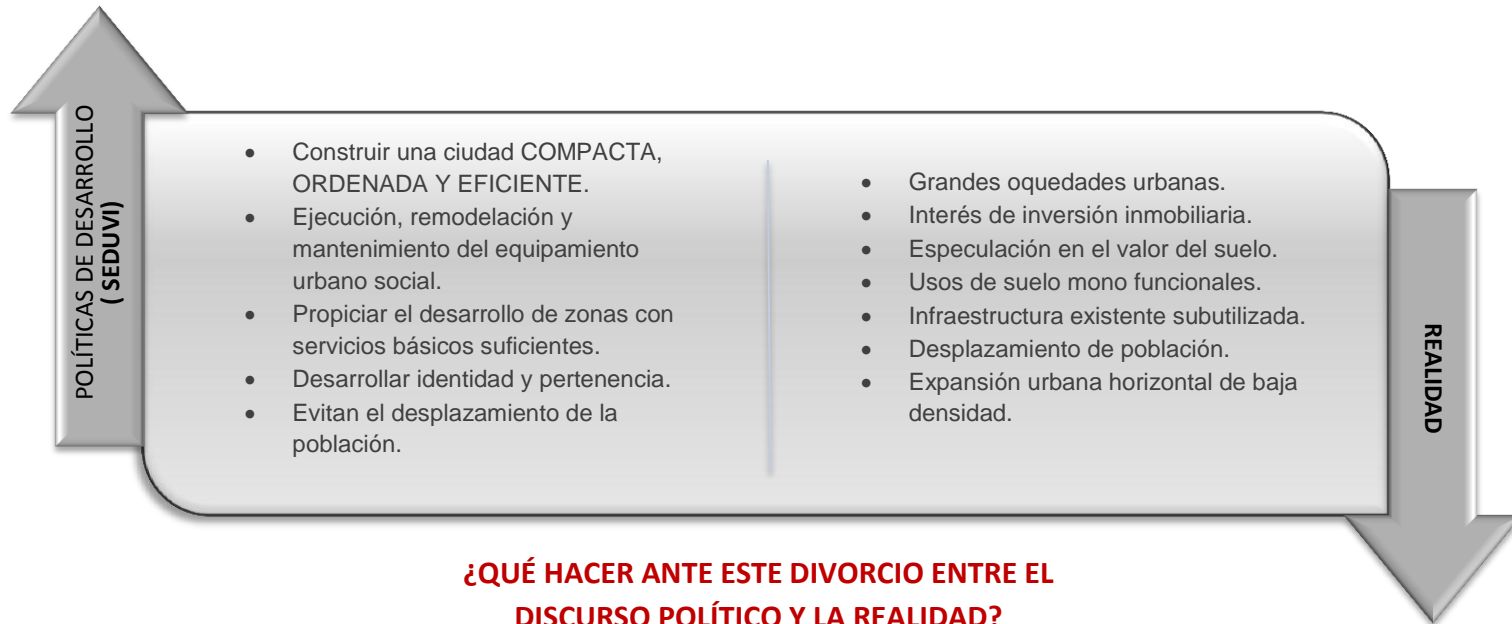 POLÍTICAS DE DESARROLLO
( SEDUVI)
• Construir una ciudad COMPACTA,
ORDENADA Y EFICIENTE.
• Ejecución, remodelación y
mantenimiento del equipamiento
urbano social.
• Propiciar el desarrollo de zonas con
servicios básicos suficientes.
• Desarrollar identidad y pertenencia.
• Evitan el desplazamiento de la
población.
• Grandes oquedades urbanas.
• Interés de inversión inmobiliaria.
• Especulación en el valor del suelo.
• Usos de suelo mono funcionales.
• Infraestructura existente subutilizada.
• Desplazamiento de población.
• Expansión urbana horizontal de baja
densidad.
REALIDAD
¿QUÉ HACER ANTE ESTE DIVORCIO ENTRE EL
DISCURSO POLÍTICO Y LA REALIDAD?